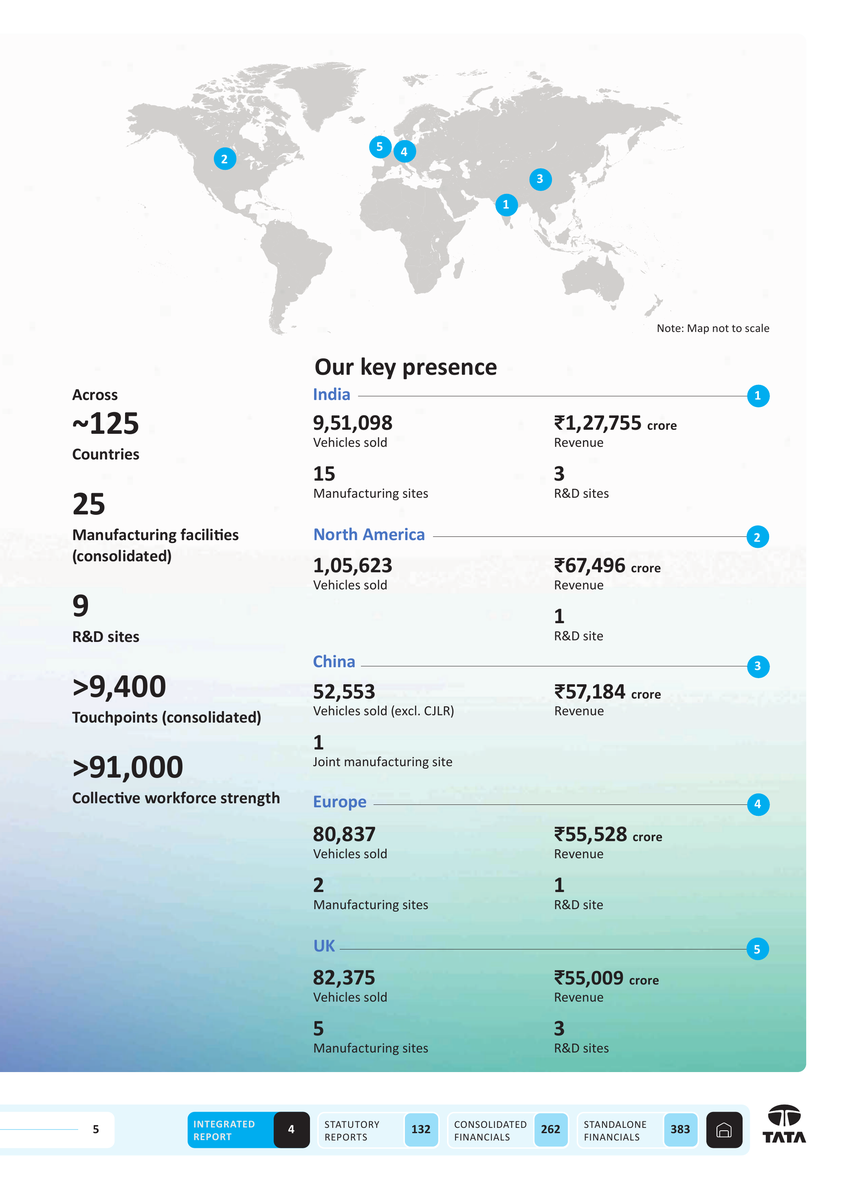 5
4
2
3
1
Note: Map not to scale
Across
~125
Countries
25
Manufacturing facilities
(consolidated)
9
R&D sites
>9,400
Touchpoints (consolidated)
>91,000
Collective workforce strength
Our key presence
India 1
9,51,098 ₹1,27,755 crore
Vehicles sold Revenue
15 3
Manufacturing sites R&D sites
North America 2
1,05,623 ₹67,496 crore
Vehicles sold Revenue
1
R&D site
China 3
52,553 ₹57,184 crore
Vehicles sold (excl. CJLR) Revenue
1
Joint manufacturing site
Europe 4
80,837 ₹55,528 crore
Vehicles sold Revenue
2 1
Manufacturing sites R&D site
UK 5
82,375 ₹55,009 crore
Vehicles sold Revenue
5 3
Manufacturing sites R&D sites
5
INTEGRATED
REPORT
4
STATUTORY
REPORTS
132
CONSOLIDATED
FINANCIALS
262
STANDALONE
FINANCIALS
383
TATA